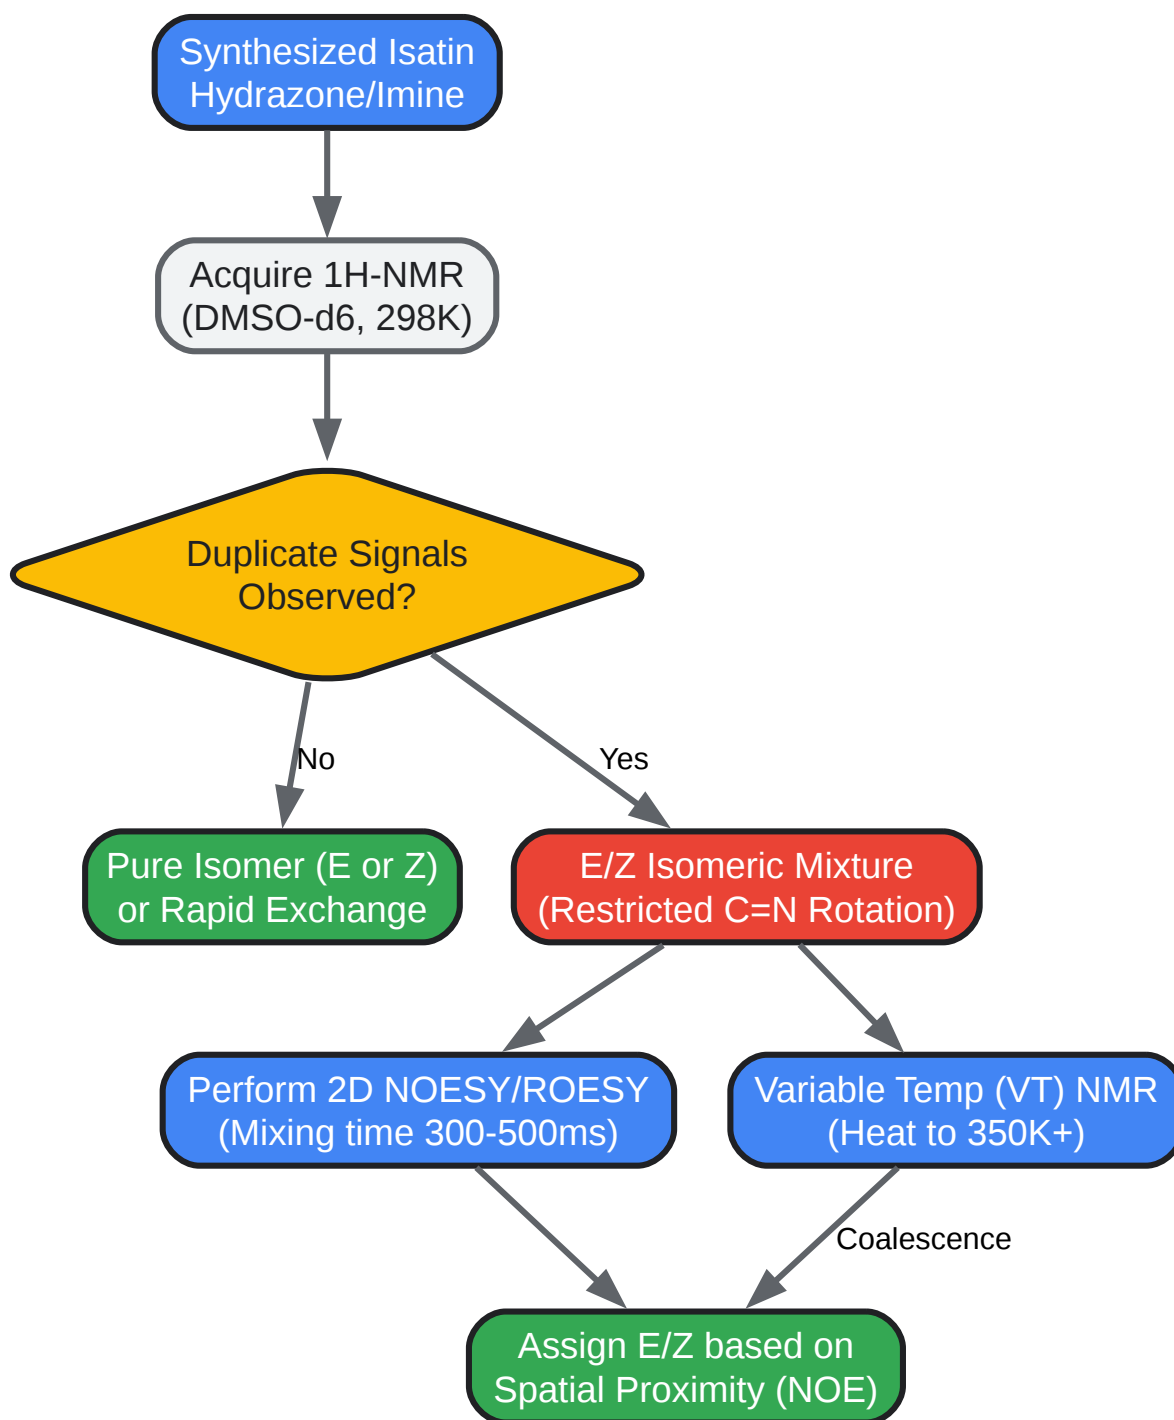 Synthesized Isatin
Hydrazone/Imine
Acquire 1H-NMR
(DMSO-d6, 298K)
Duplicate Signals
Observed?
No
Yes
Pure Isomer (E or Z)
or Rapid Exchange
E/Z Isomeric Mixture
(Restricted C=N Rotation)
Perform 2D NOESY/ROESY
(Mixing time 300-500ms)
Variable Temp (VT) NMR
(Heat to 350K+)
Coalescence
Assign E/Z based on
Spatial Proximity (NOE)